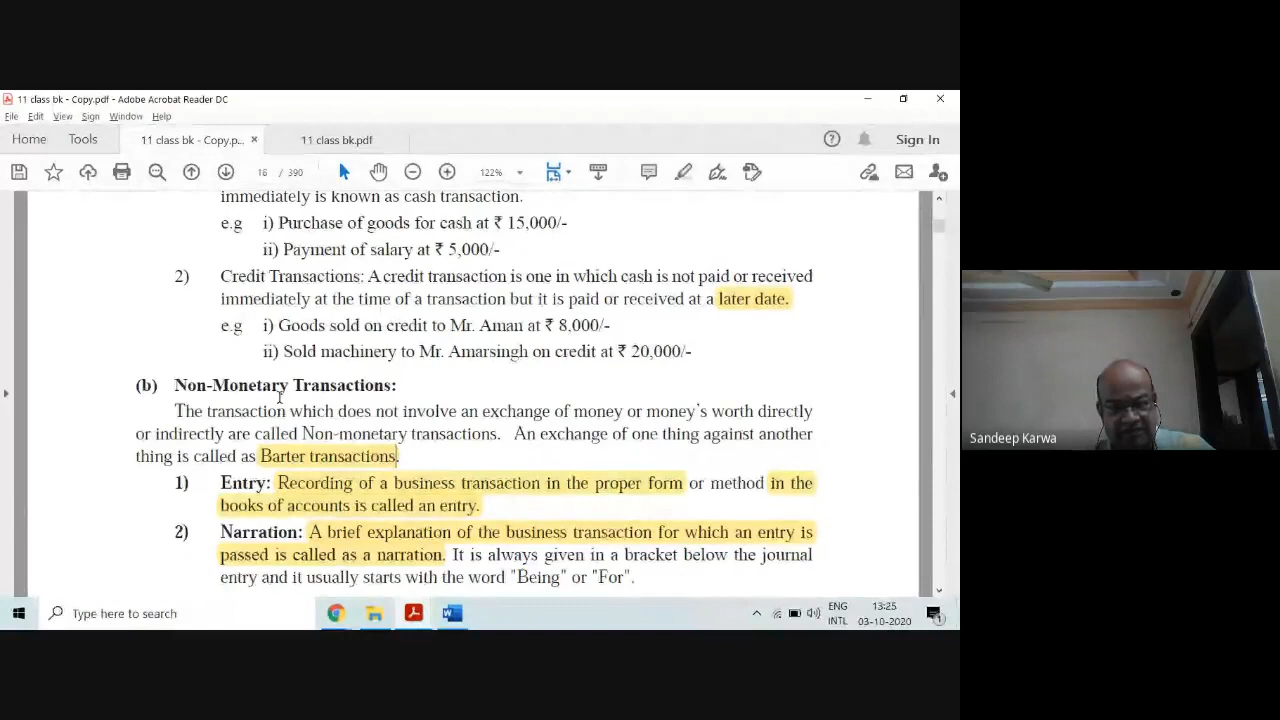 11 class bk - Copy.pdf - Adobe Acrobat Reader DC
File Edit View Sign Window Help
Home Tools 11 class bk - Copy.p... × 11 class bk.pdf Sign In
16 / 390 122%
immediately is known as cash transaction.
e.g i) Purchase of goods for cash at ₹ 15,000/-
ii) Payment of salary at ₹ 5,000/-
2) Credit Transactions: A credit transaction is one in which cash is not paid or received
immediately at the time of a transaction but it is paid or received at a later date.
e.g i) Goods sold on credit to Mr. Aman at ₹ 8,000/-
ii) Sold machinery to Mr. Amarsingh on credit at ₹ 20,000/-
(b) Non-Monetary Transactions:
The transaction which does not involve an exchange of money or money's worth directly
or indirectly are called Non-monetary transactions. An exchange of one thing against another
thing is called as Barter transactions.
1) Entry: Recording of a business transaction in the proper form or method in the
books of accounts is called an entry.
2) Narration: A brief explanation of the business transaction for which an entry is
passed is called as a narration. It is always given in a bracket below the journal
entry and it usually starts with the word "Being" or "For".
Sandeep Karwa
Type here to search
ENG 13:25
INTL 03-10-2020